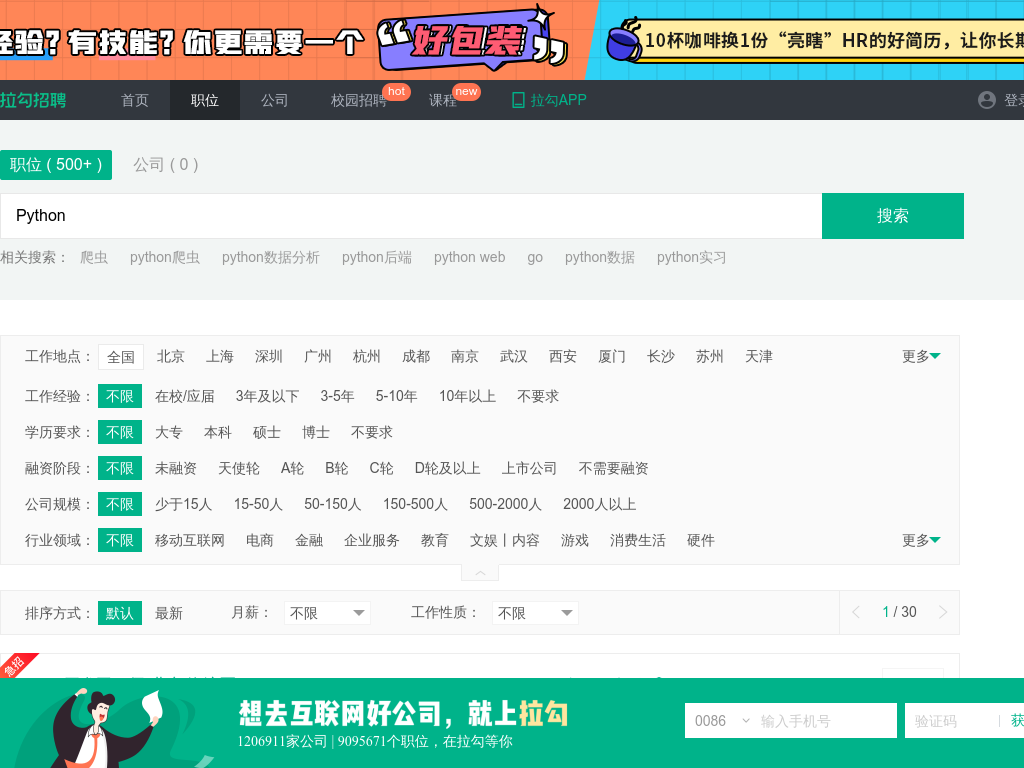 经验? 有技能? 你更需要一个 “好包装”
10杯咖啡换1份“亮瞎”HR的好简历，让你长期
拉勾招聘 首页 职位 公司 校园招聘 hot 课程 new 拉勾APP 登录
职位 ( 500+ ) 公司 ( 0 )
Python 搜索
相关搜索： 爬虫 python爬虫 python数据分析 python后端 python web go python数据 python实习
工作地点： 全国 北京 上海 深圳 广州 杭州 成都 南京 武汉 西安 厦门 长沙 苏州 天津 更多
工作经验： 不限 在校/应届 3年及以下 3-5年 5-10年 10年以上 不要求
学历要求： 不限 大专 本科 硕士 博士 不要求
融资阶段： 不限 未融资 天使轮 A轮 B轮 C轮 D轮及以上 上市公司 不需要融资
公司规模： 不限 少于15人 15-50人 50-150人 150-500人 500-2000人 2000人以上
行业领域： 不限 移动互联网 电商 金融 企业服务 教育 文娱丨内容 游戏 消费生活 硬件 更多
排序方式： 默认 最新 月薪： 不限 工作性质： 不限 1 / 30
急招
想去互联网好公司，就上拉勾
1206911家公司 | 9095671个职位，在拉勾等你
0086 输入手机号 验证码 | 获